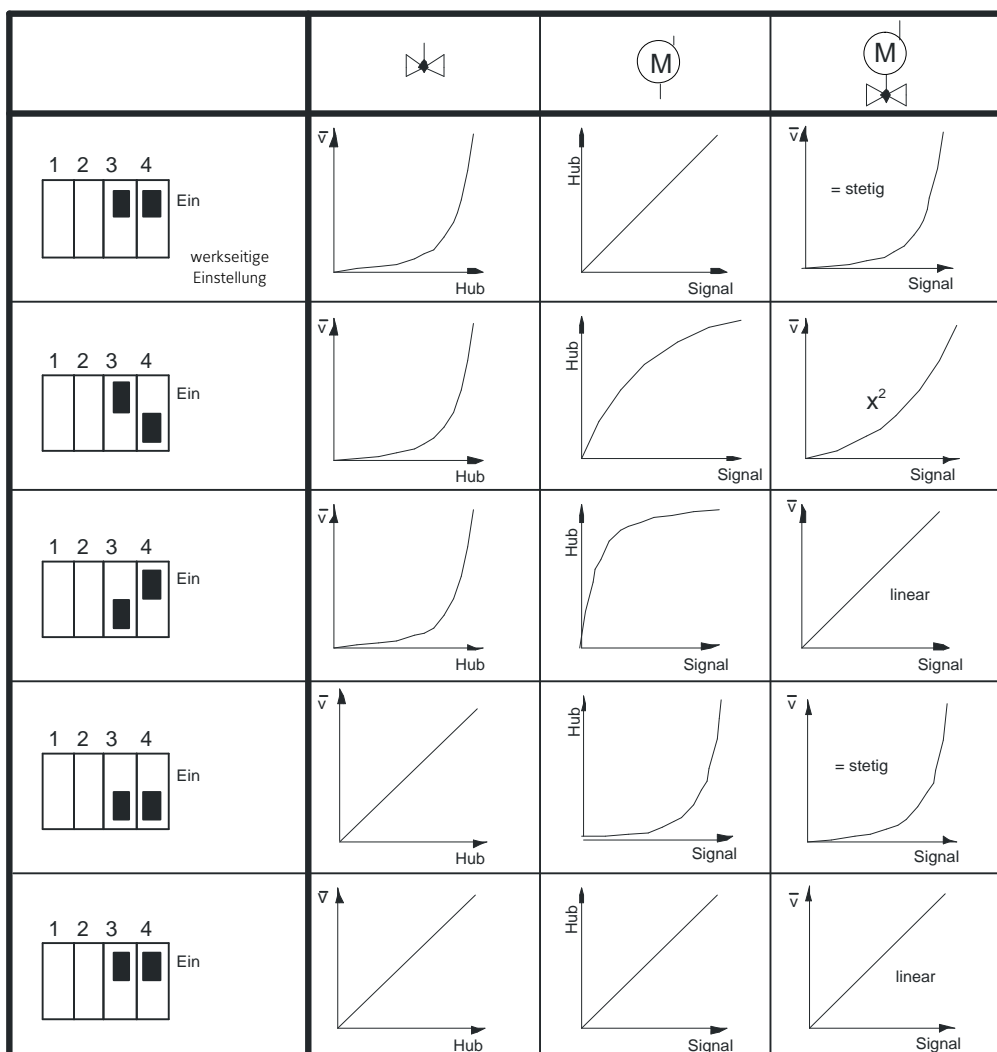 M
M
1 2 3 4
Ein
werkseitige
Einstellung
v̅
Hub
Hub
Signal
v̅
= stetig
Signal
1 2 3 4
Ein
v̅
Hub
Hub
Signal
v̅
x²
Signal
1 2 3 4
Ein
v̅
Hub
Hub
Signal
v̅
linear
Signal
1 2 3 4
Ein
v̅
Hub
Hub
Signal
v̅
= stetig
Signal
1 2 3 4
Ein
v̅
Hub
Hub
Signal
v̅
linear
Signal